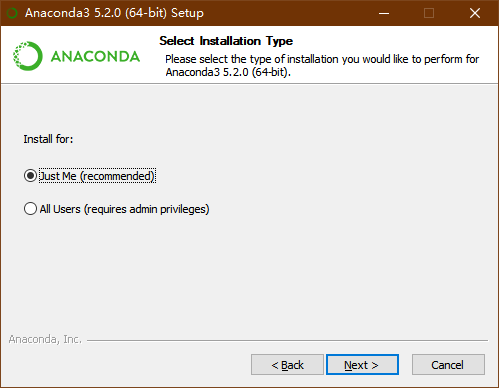 Anaconda3 5.2.0 (64-bit) Setup
ANACONDA
Select Installation Type
Please select the type of installation you would like to perform for
Anaconda3 5.2.0 (64-bit).
Install for:
Just Me (recommended)
All Users (requires admin privileges)
Anaconda, Inc.
< Back
Next >
Cancel